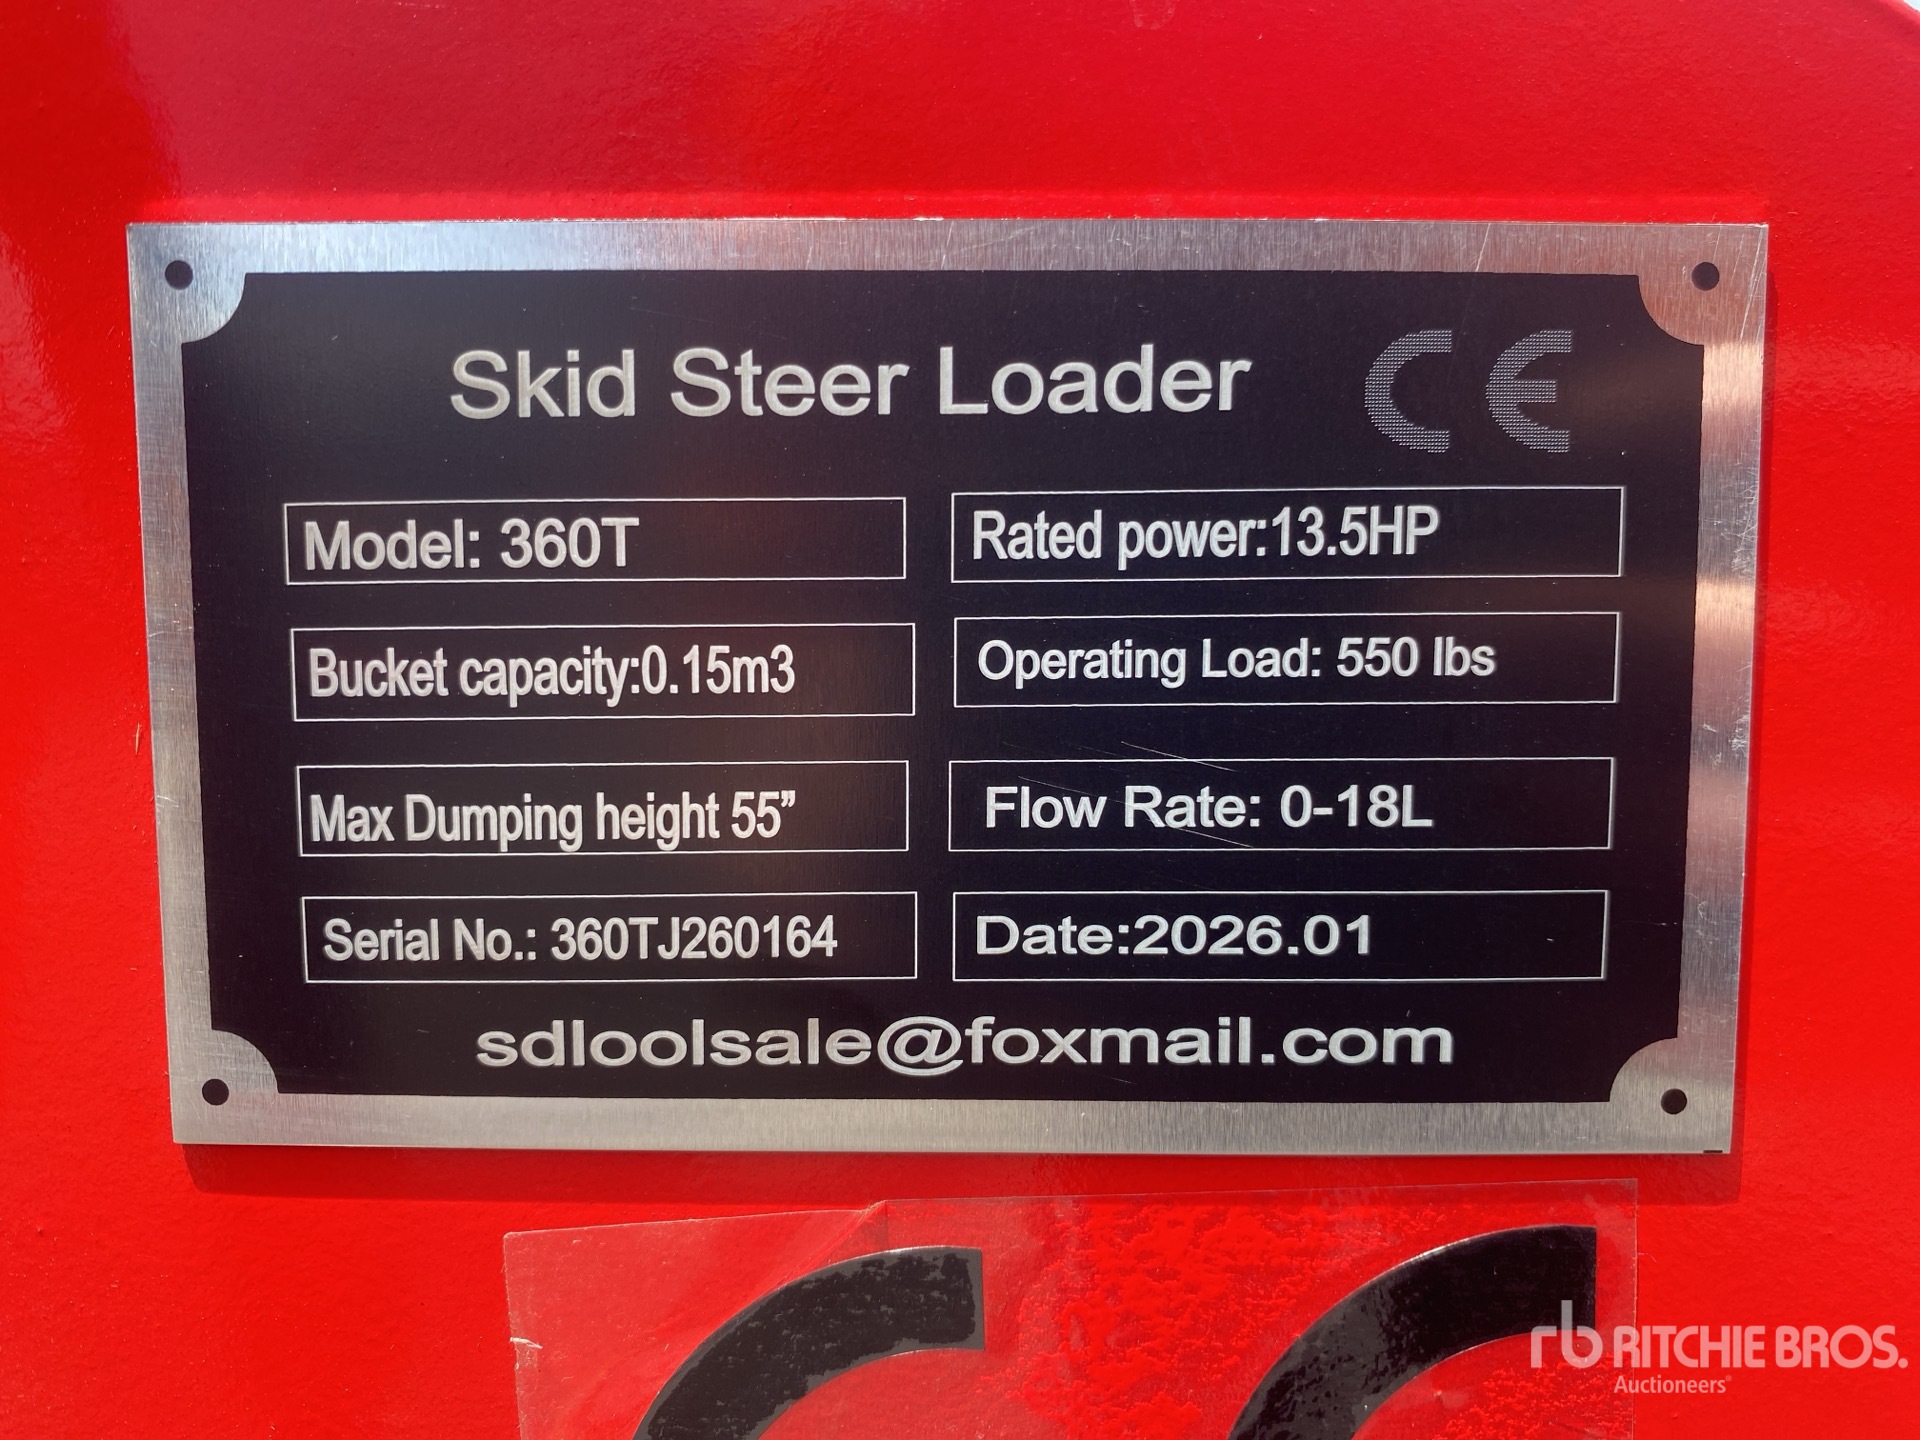 Skid Steer Loader CE
Model: 360T
Rated power:13.5HP
Bucket capacity:0.15m3
Operating Load: 550 lbs
Max Dumping height 55”
Flow Rate: 0-18L
Serial No.: 360TJ260164
Date:2026.01
sdloolsale@foxmail.com
rb RITCHIE BROS.
Auctioneers